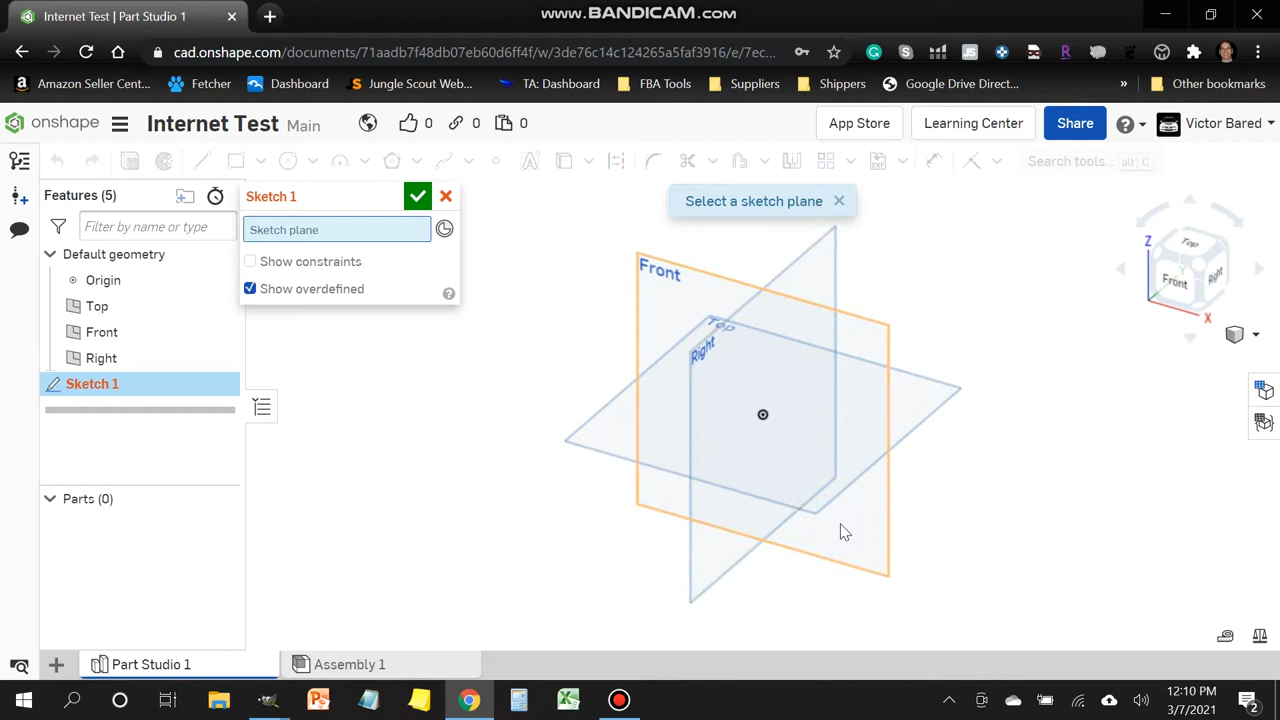 Internet Test | Part Studio 1
www.BANDICAM.com
cad.onshape.com/documents/71aadb7f48db07eb60d6ff4f/w/3de76c14c124265a5faf3916/e/7ec...
Amazon Seller Cent...
Fetcher
Dashboard
Jungle Scout Web...
TA: Dashboard
FBA Tools
Suppliers
Shippers
Google Drive Direct...
»
Other bookmarks
onshape
Internet Test Main
0
0
0
App Store
Learning Center
Share
Victor Bared
Search tools... alt C
Features (5)
Filter by name or type
Default geometry
Origin
Top
Front
Right
Sketch 1
Parts (0)
Sketch 1
Sketch plane
Show constraints
Show overdefined
Select a sketch plane
Front
Top
Right
Top
Front
Right
Z
Y
X
Part Studio 1
Assembly 1
12:10 PM
3/7/2021
2